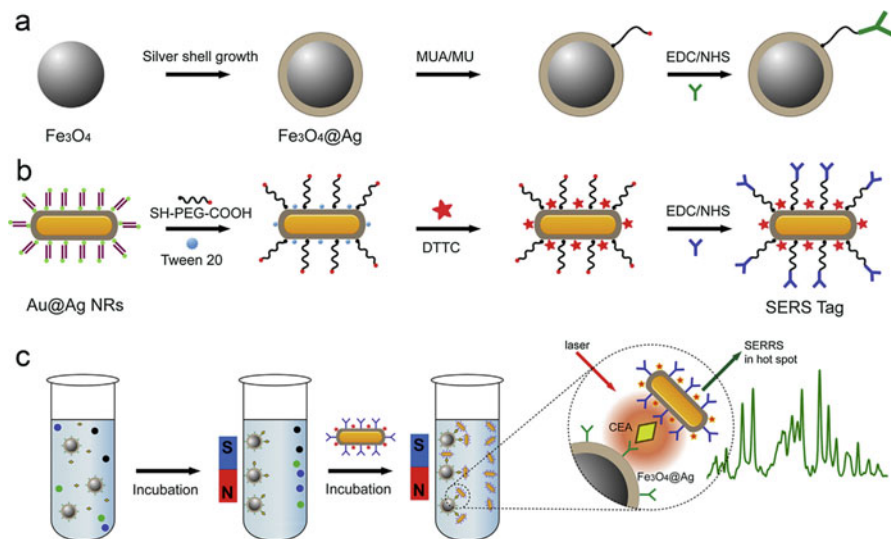 a
Silver shell growth
MUA/MU
EDC/NHS
Fe₃O₄
Fe₃O₄@Ag
b
SH-PEG-COOH
Tween 20
DTTC
EDC/NHS
Au@Ag NRs
SERS Tag
c
laser
SERRS
in hot spot
CEA
Fe₃O₄@Ag
S
N
S
N
Incubation
Incubation